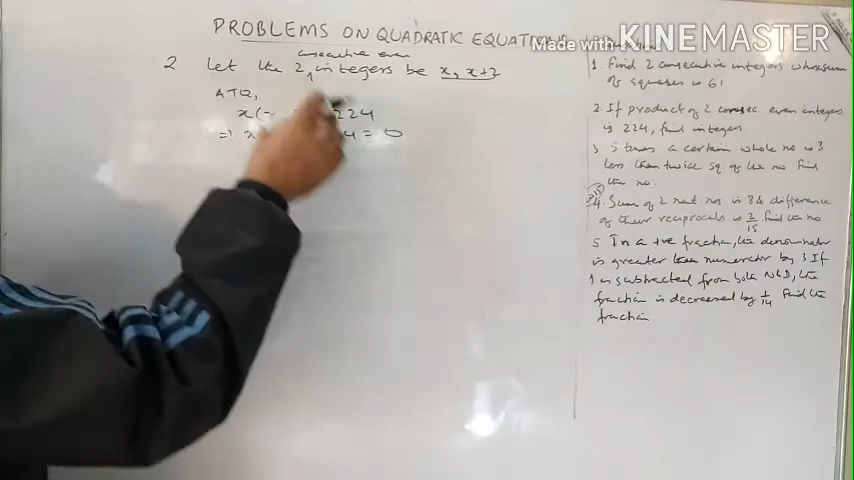 PROBLEMS ON QUADRATIC EQUATION
Made with KINEMASTER
consecutive even
2 Let the 2 integers be x, x+2
ATQ,
x( 224
=) x 4 = 0
1 Find 2 consecutive integers whose sum
of squares is 61
2 If product of 2 consec. even integers
is 224, find integers
3 5 times a certain whole no is 3
less than twice sq of the no find
the no.
4. Sum of 2 nat nos. is 8 & difference
of their reciprocals is 2/15. Find the no
5 In a +ve fraction, the denominator
is greater than numerator by 3 If
1 is subtracted from both N & D, the
fraction is decreased by 1/14 Find the
fraction